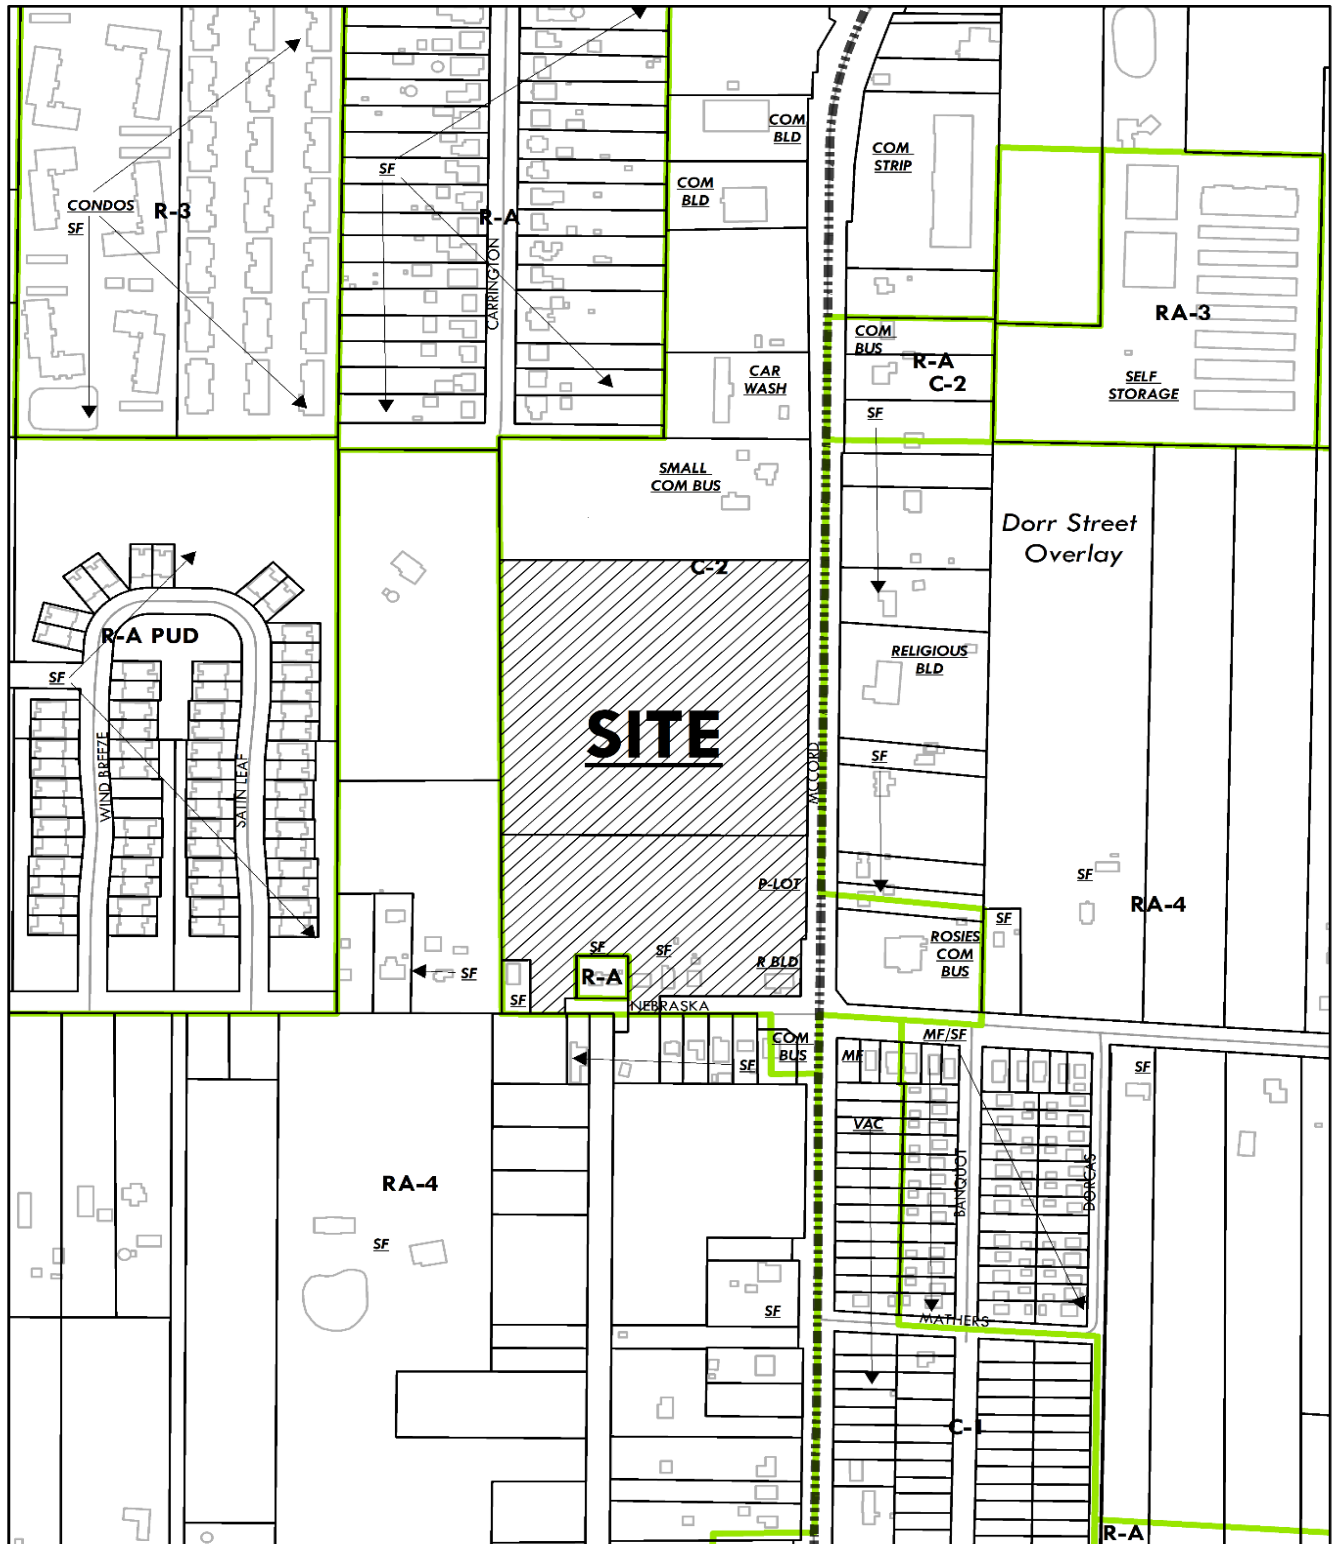 COM
BLD
COM
STRIP
SF
COM
BLD
CONDOS
R-3
R-A
SF
CARRINGTON
RA-3
COM
BUS
R-A
C-2
CAR
WASH
SELF
STORAGE
SF
SMALL
COM BUS
Dorr Street
Overlay
C-2
R-A PUD
RELIGIOUS
BLD
SF
SITE
WIND BREEZE
SATIN LEAF
MCCORD
SF
P-LOT
SF
RA-4
SF
ROSIES
COM
BUS
SF
SF
R BLD
R-A
SF
SF
NEBRASKA
COM
BUS
MF/SF
MF
SF
SF
VAC
BANQUOT
DORCAS
RA-4
SF
SF
MATHERS
C-1
R-A